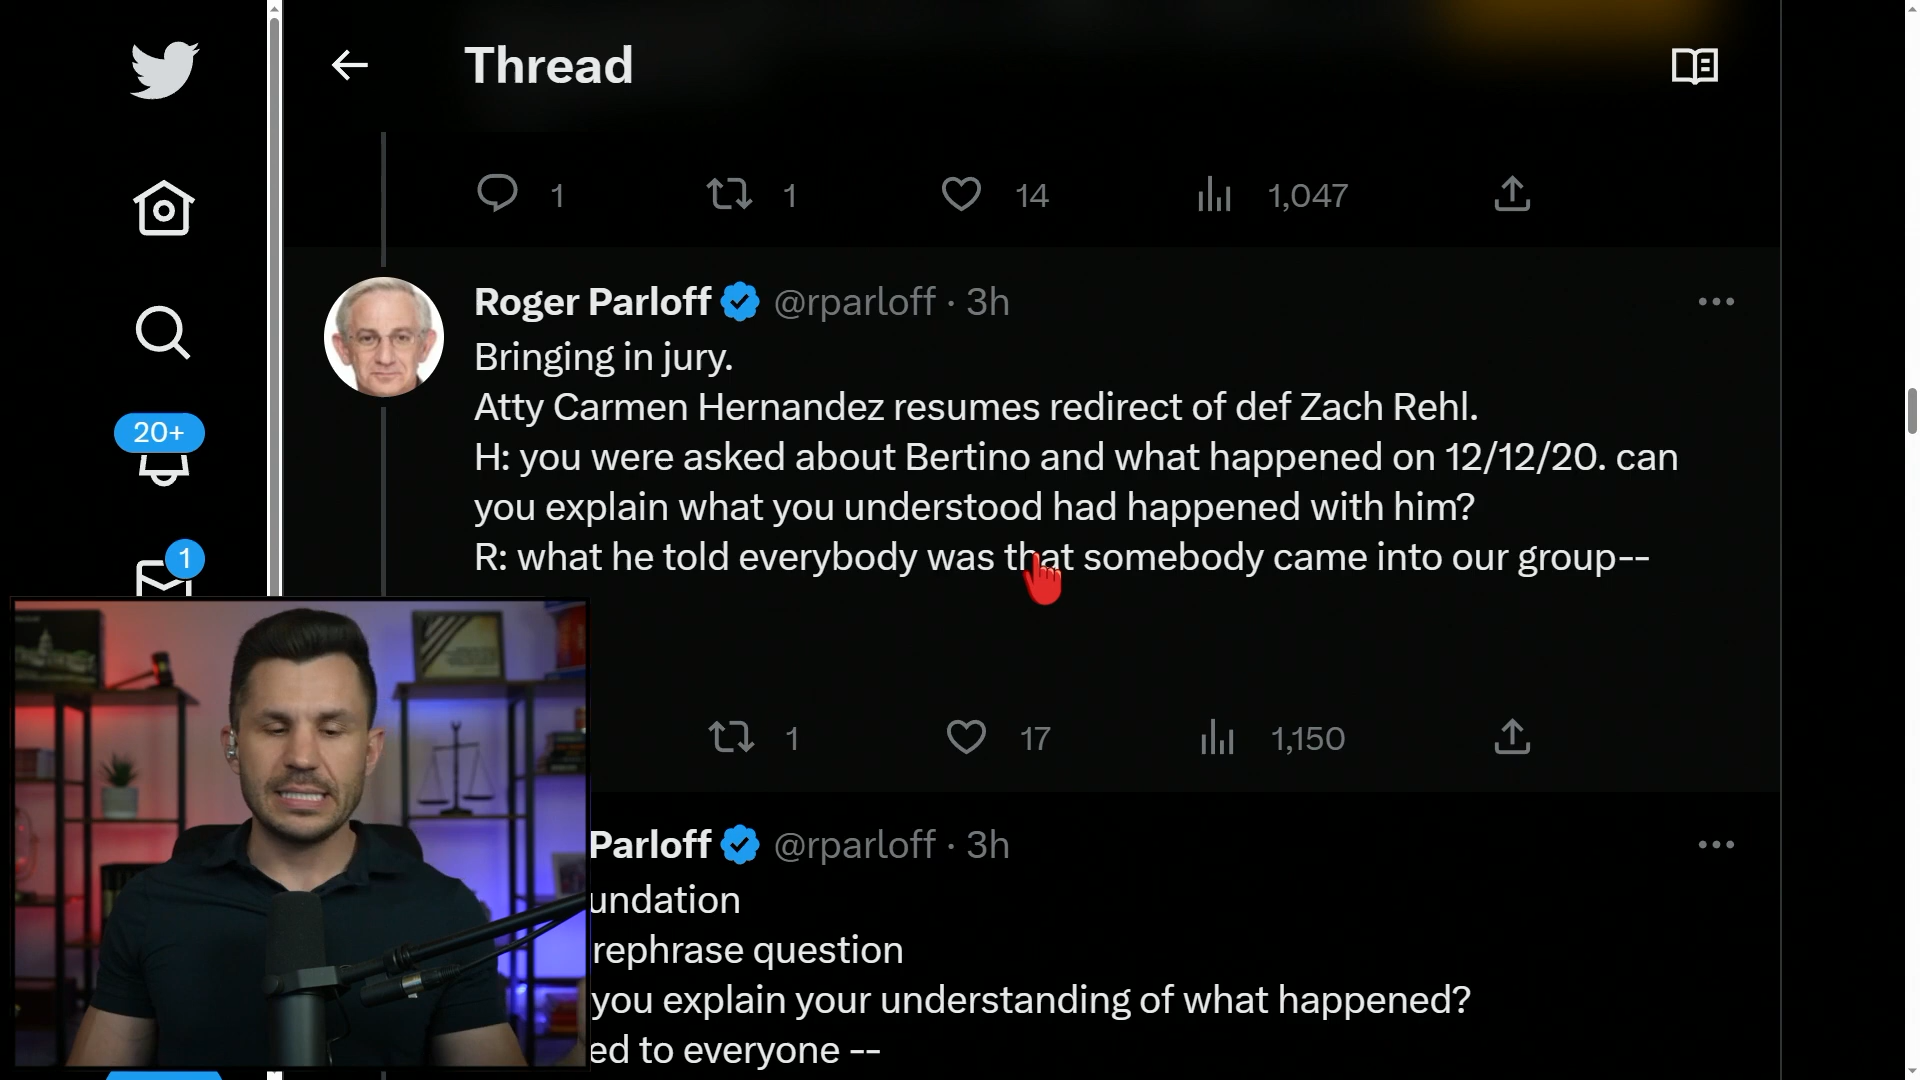 Thread
1 1 14 1,047
Roger Parloff @rparloff · 3h
Bringing in jury.
Atty Carmen Hernandez resumes redirect of def Zach Rehl.
H: you were asked about Bertino and what happened on 12/12/20. can
you explain what you understood had happened with him?
R: what he told everybody was that somebody came into our group--
20+
1
1 17 1,150
Parloff @rparloff · 3h
undation
rephrase question
you explain your understanding of what happened?
ed to everyone --